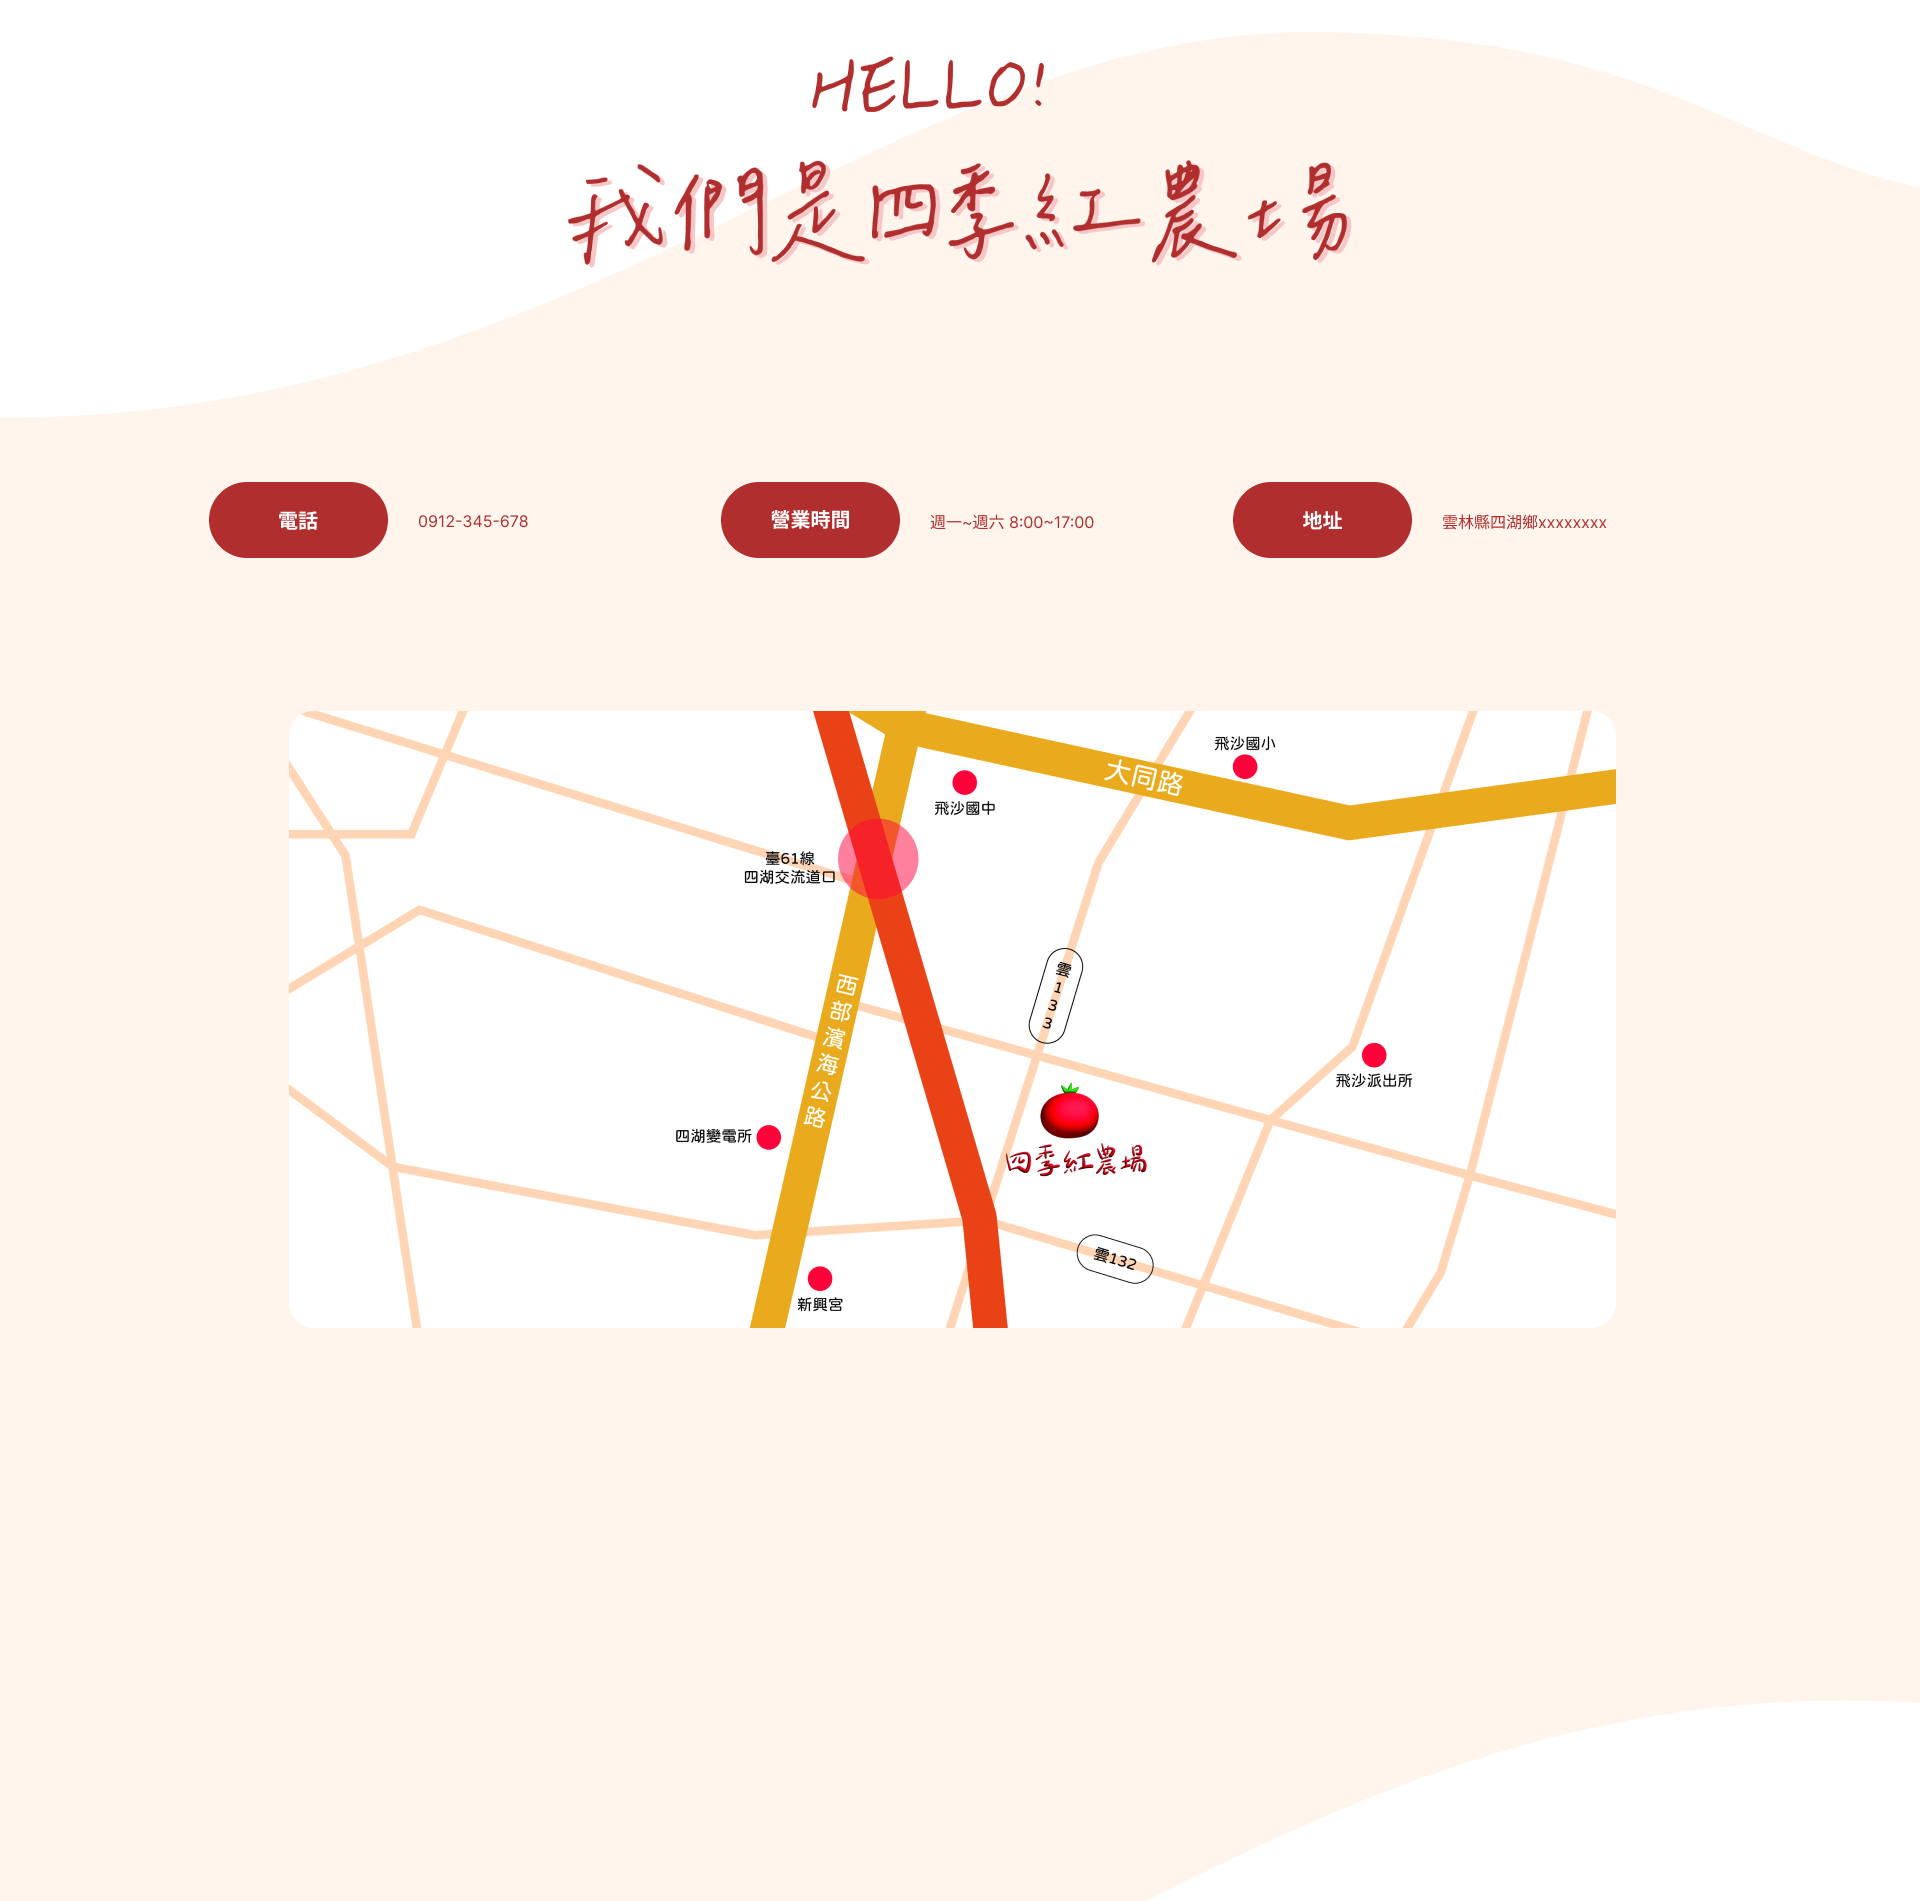 HELLO!
我們是四季紅農場
電話
0912-345-678
營業時間
週一~週六 8:00~17:00
地址
雲林縣四湖鄉xxxxxxxx
飛沙國小
大同路
飛沙國中
臺61線
四湖交流道口
西部濱海公路
雲133
飛沙派出所
四湖變電所
四季紅農場
雲132
新興宮